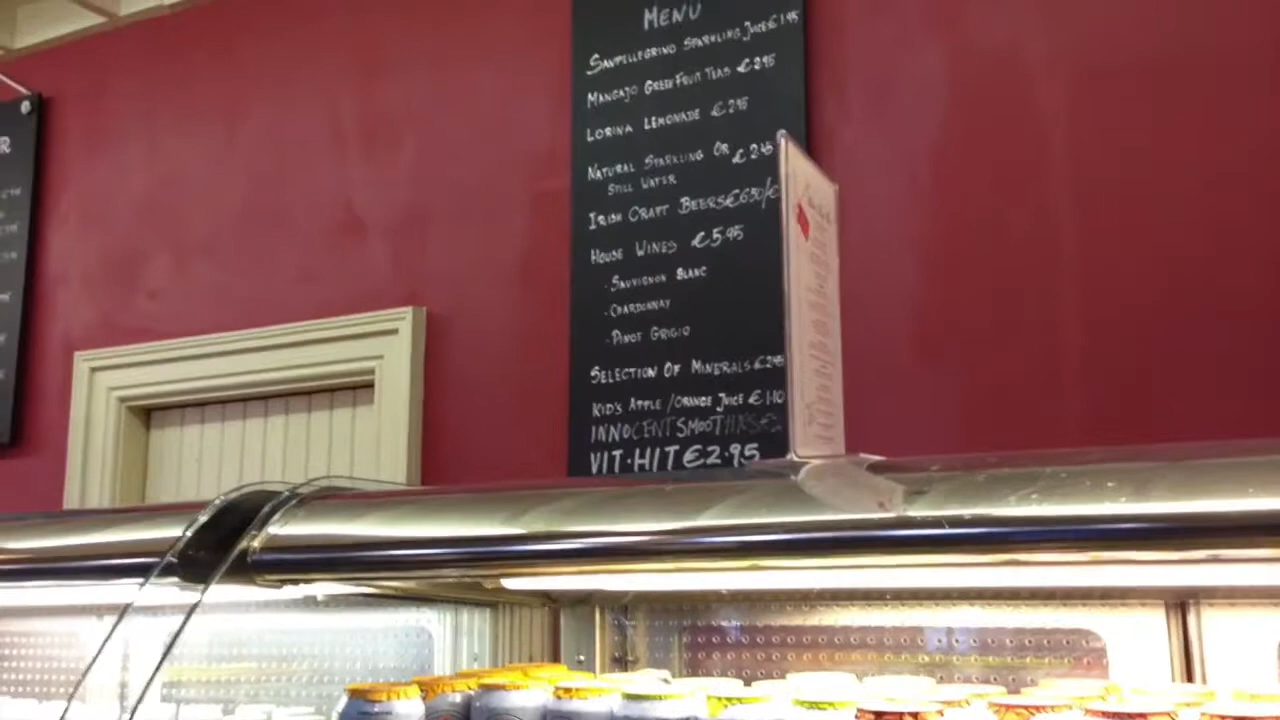 MENU
SANPELLEGRINO SPARKLING JUICE € 1.95
MANGAJO GREEN FRUIT TEAS € 2.95
LORINA LEMONADE € 2.95
NATURAL SPARKLING OR € 2.45
STILL WATER
IRISH CRAFT BEERS €6.50/€
HOUSE WINES €5.95
·SAUVIGNON BLANC
·CHARDONNAY
·PINOT GRIGIO
SELECTION OF MINERALS €2.45
KID'S APPLE /ORANGE JUICE €1.10
INNOCENT SMOOTHIES €
VIT·HIT €2.95